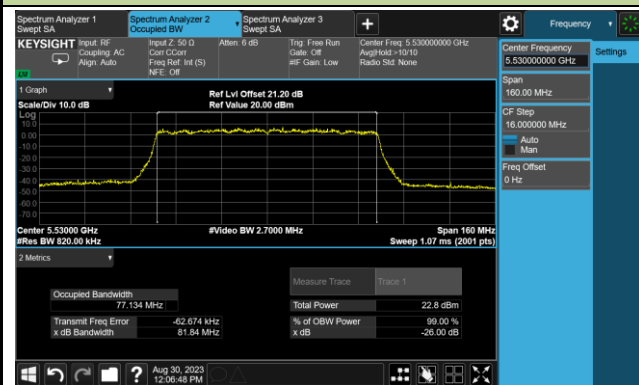 Spectrum Analyzer 1
Swept SA
Spectrum Analyzer 2
Occupied BW
Spectrum Analyzer 3
Swept SA
+
Frequency
KEYSIGHT
Input: RF
Coupling: AC
Align: Auto
Input Z: 50 Ω
Corr CCorr
Freq Ref: Int (S)
NFE: Off
Atten: 6 dB
Trig: Free Run
Gate: Off
#IF Gain: Low
Center Freq: 5.530000000 GHz
Avg|Hold:>10/10
Radio Std: None
LXI
Center Frequency
5.530000000 GHz
Settings
Span
160.00 MHz
CF Step
16.000000 MHz
Auto
Man
Freq Offset
0 Hz
1 Graph
Scale/Div 10.0 dB
Ref Lvl Offset 21.20 dB
Ref Value 20.00 dBm
Log
10.0
0.00
-10.0
-20.0
-30.0
-40.0
-50.0
-60.0
-70.0
Center 5.53000 GHz
#Res BW 820.00 kHz
#Video BW 2.7000 MHz
Span 160 MHz
Sweep 1.07 ms (2001 pts)
2 Metrics
Measure Trace
Trace 1
Occupied Bandwidth
77.134 MHz
Total Power
22.8 dBm
Transmit Freq Error
-62.674 kHz
% of OBW Power
99.00 %
x dB Bandwidth
81.84 MHz
x dB
-26.00 dB
?
Aug 30, 2023
12:06:48 PM